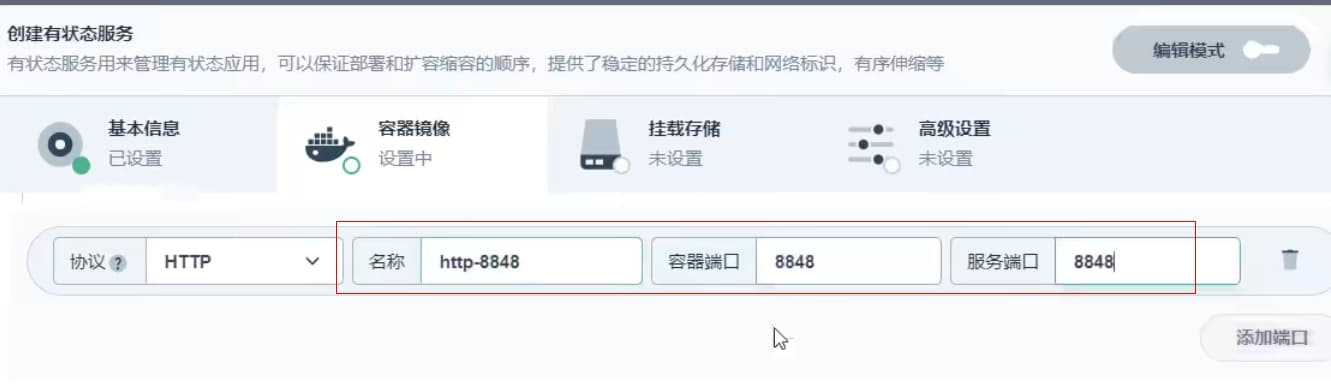 创建有状态服务
有状态服务用来管理有状态应用，可以保证部署和扩容缩容的顺序，提供了稳定的持久化存储和网络标识，有序伸缩等
编辑模式
基本信息
已设置
容器镜像
设置中
挂载存储
未设置
高级设置
未设置
协议 ? HTTP 名称 http-8848 容器端口 8848 服务端口 8848
添加端口